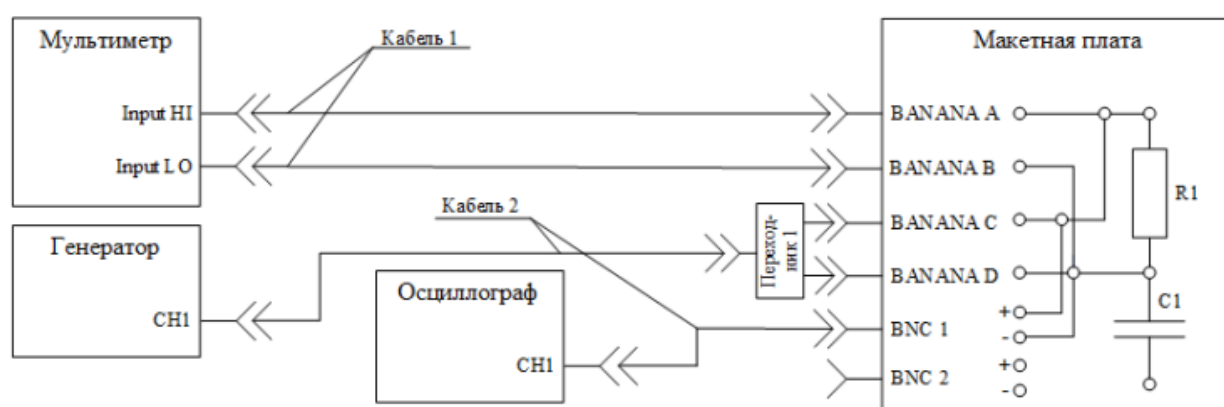 Мультиметр
Input HI
Input LO
Кабель 1
Макетная плата
BANANA A
BANANA B
BANANA C
BANANA D
BNC 1
BNC 2
+
-
+
-
R1
C1
Кабель 2
Переход-
ник 1
Генератор
CH1
Осциллограф
CH1